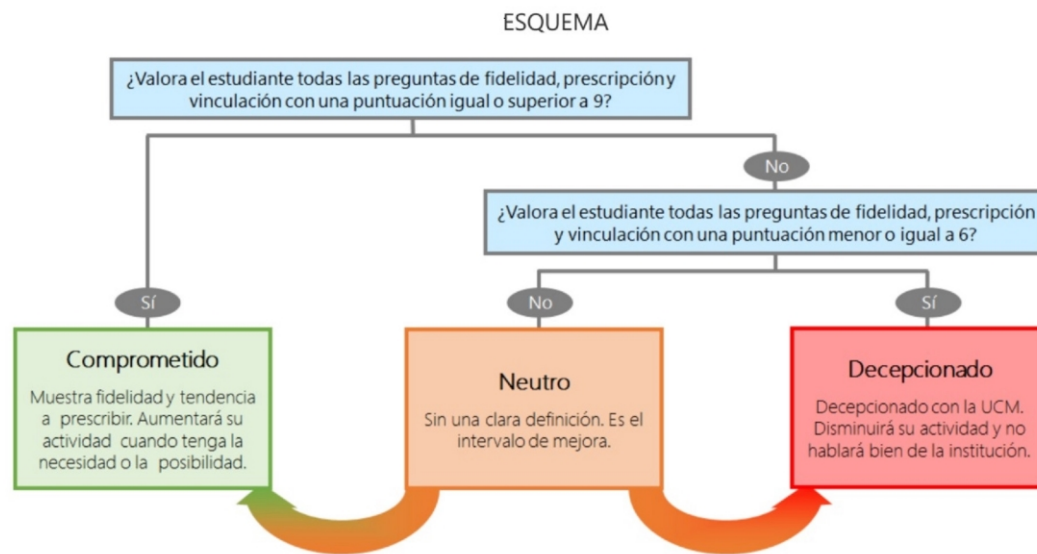 ESQUEMA
¿Valora el estudiante todas las preguntas de fidelidad, prescripción y
vinculación con una puntuación igual o superior a 9?
No
¿Valora el estudiante todas las preguntas de fidelidad, prescripción
y vinculación con una puntuación menor o igual a 6?
Sí
No
Sí
Comprometido
Muestra fidelidad y tendencia
a prescribir. Aumentará su
actividad cuando tenga la
necesidad o la posibilidad.
Neutro
Sin una clara definición. Es el
intervalo de mejora.
Decepcionado
Decepcionado con la UCM.
Disminuirá su actividad y no
hablará bien de la institución.